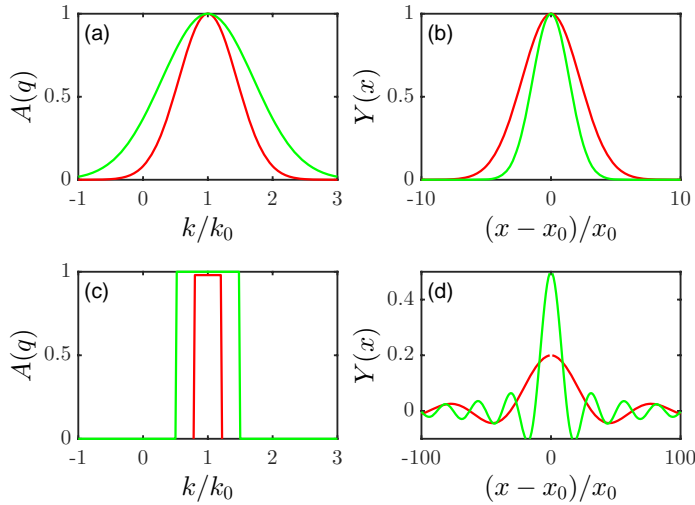 (a)
A(q)
1
0.5
0
-1 0 1 2 3
k/k₀
(b)
Y(x)
1
0.5
0
-10 0 10
(x − x₀)/x₀
(c)
A(q)
1
0.5
0
-1 0 1 2 3
k/k₀
(d)
Y(x)
0.4
0.2
0
-100 0 100
(x − x₀)/x₀